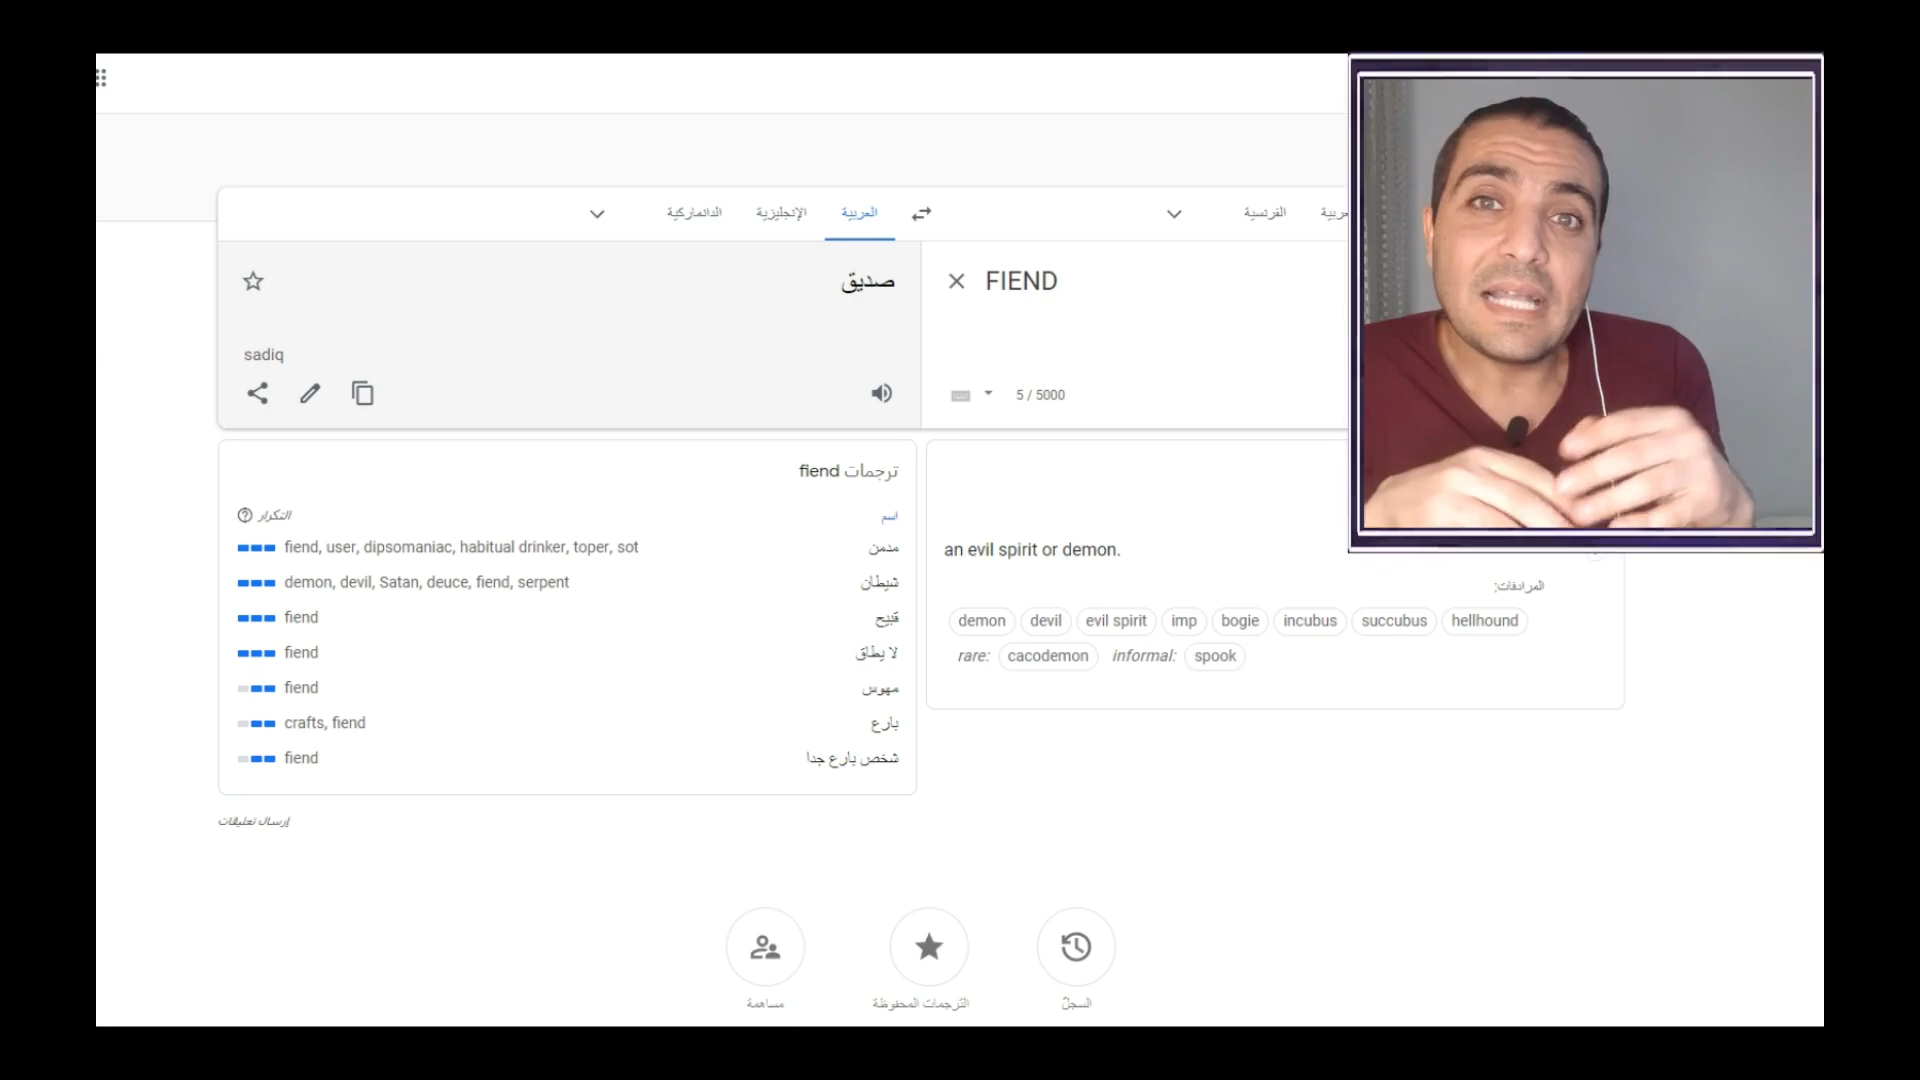 الدانماركية
الإنجليزية
العربية
الفرنسية
صديق
FIEND
sadiq
5 / 5000
ترجمات fiend
التكرار
اسم
fiend, user, dipsomaniac, habitual drinker, toper, sot
مدمن
demon, devil, Satan, deuce, fiend, serpent
شيطان
fiend
قبيح
fiend
لا يطاق
fiend
مهوس
crafts, fiend
بارع
fiend
شخص بارع جدا
an evil spirit or demon.
المرادفات:
demon devil evil spirit imp bogie incubus succubus hellhound
rare: cacodemon informal: spook
إرسال تعليقات
مساهمة
الترجمات المحفوظة
السجلّ